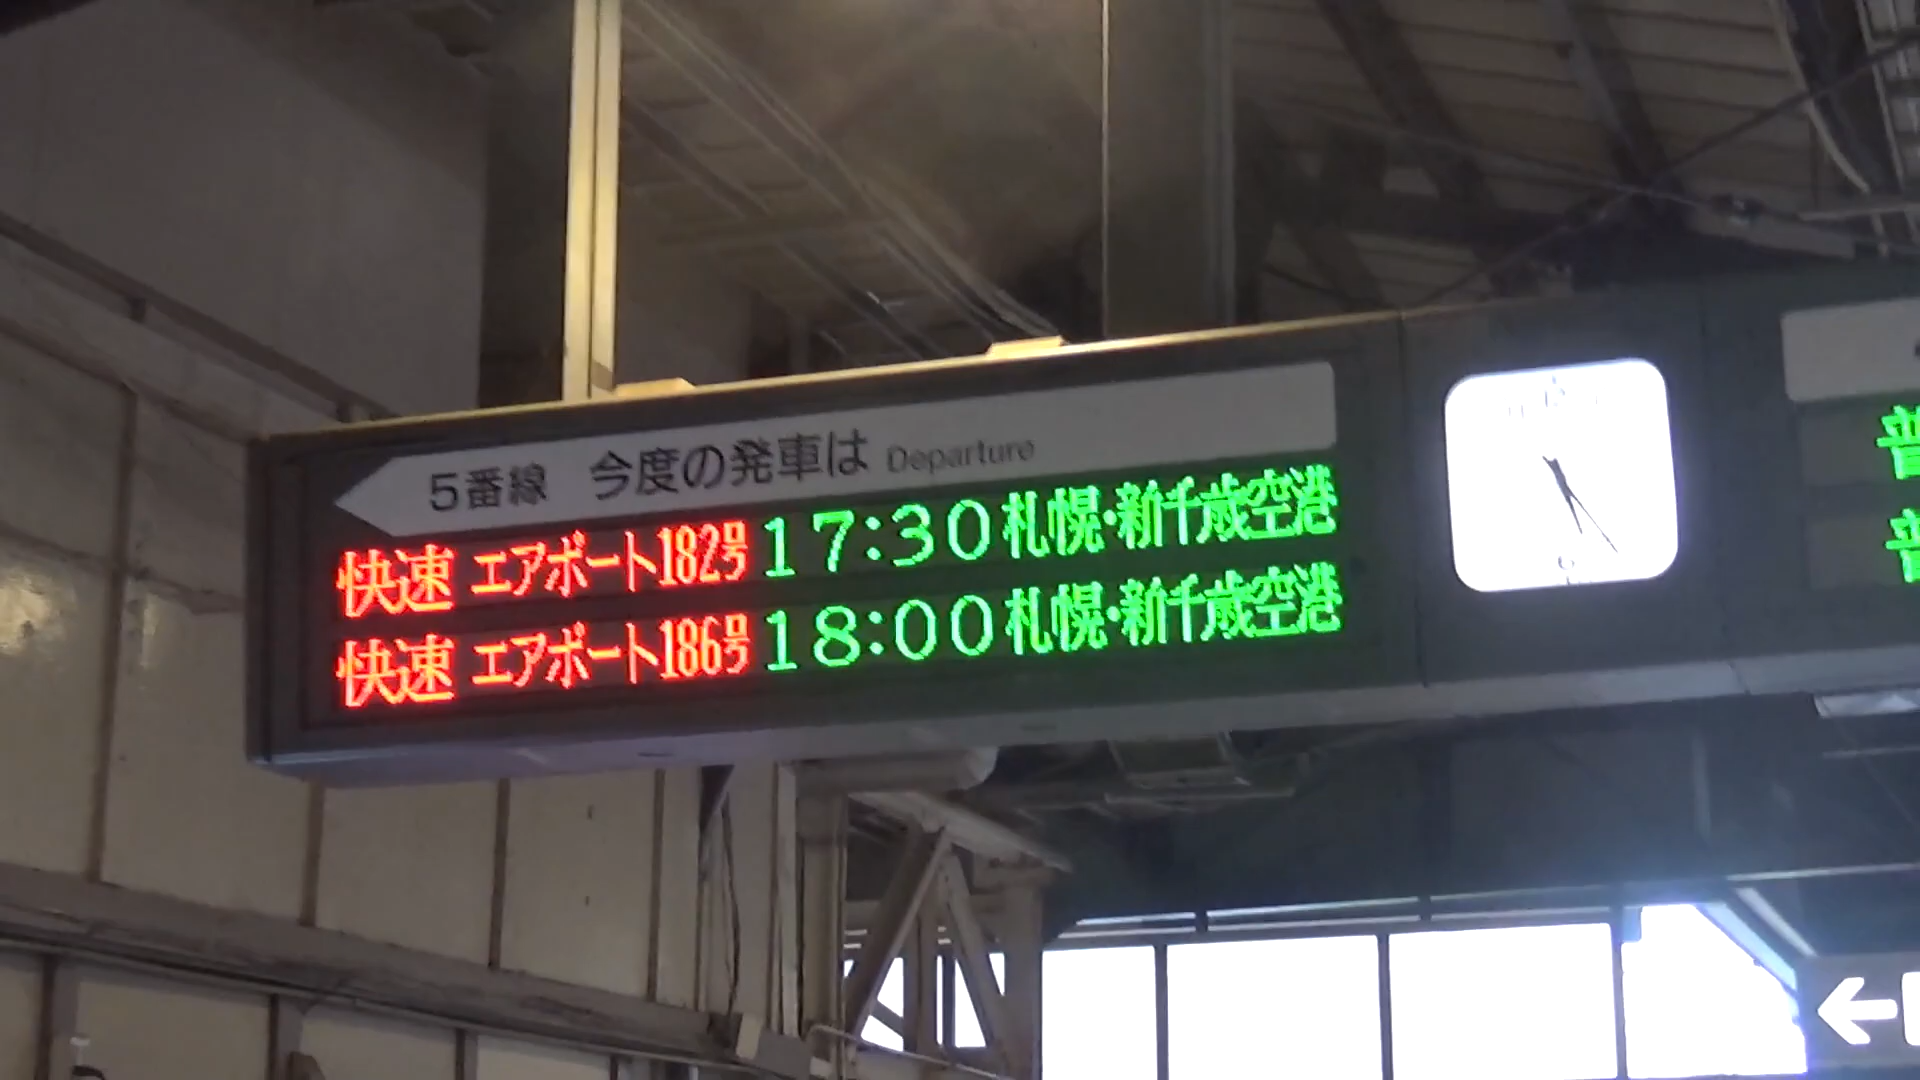 5番線 今度の発車は Departure
快速 エアポート182号 17:30 札幌・新千歳空港
快速 エアポート186号 18:00 札幌・新千歳空港
普
普